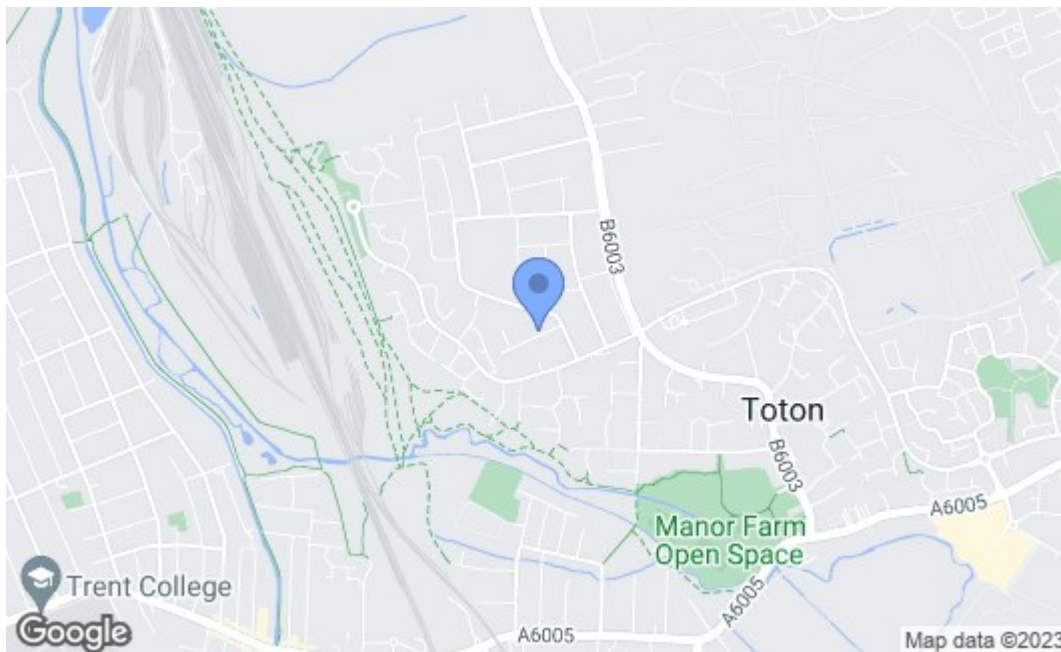 B6003
Toton
B6003
A6005
Manor Farm
Open Space
Trent College
A6005
A6005
Google
Map data ©2023